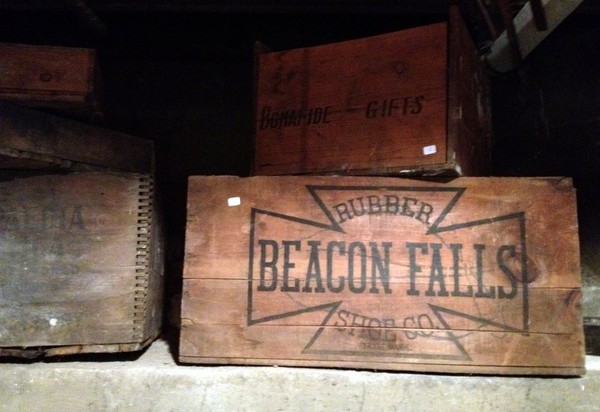 BONAFIDE GIFTS
RUBBER
BEACON FALLS
SHOE CO.